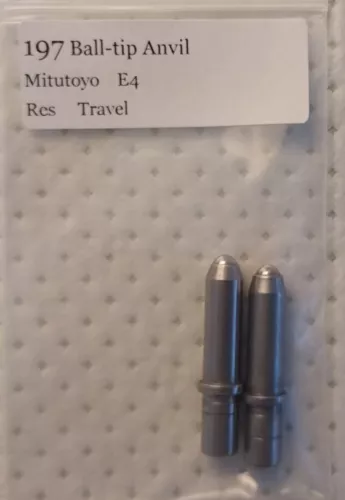 197 Ball-tip Anvil
Mitutoyo E4
Res Travel